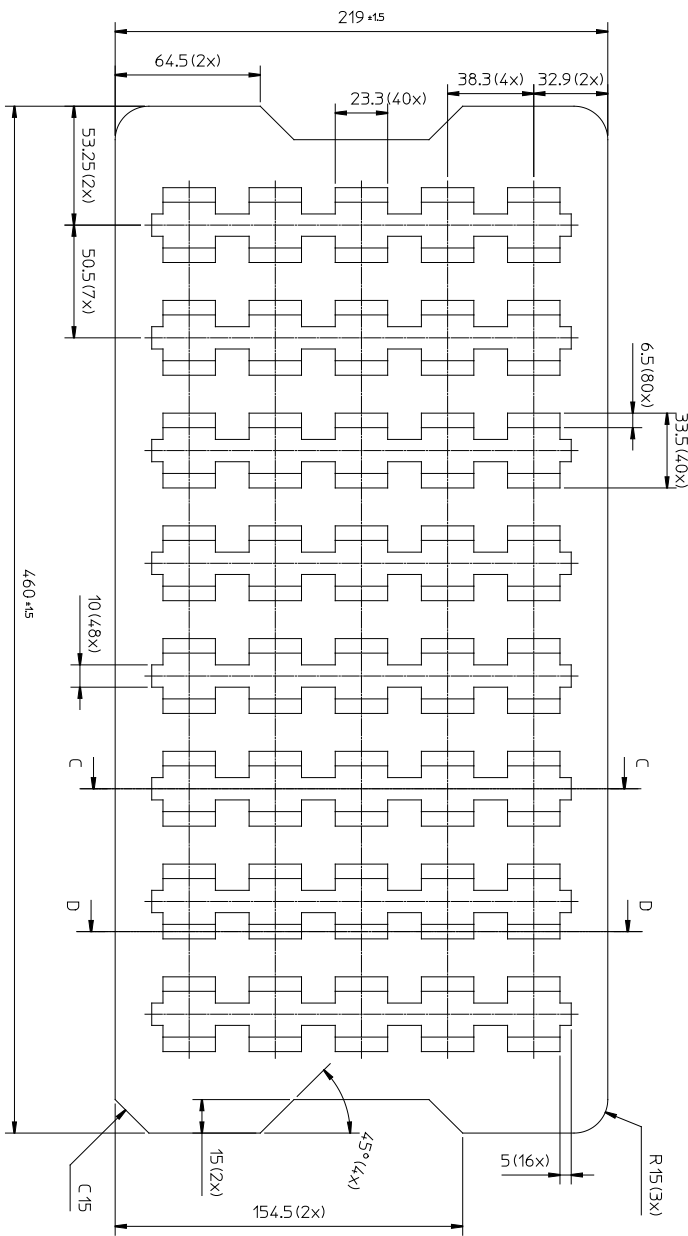 219 ±1.5
64.5 (2x)
38.3 (4x)
32.9 (2x)
23.3 (40x)
53.25 (2x)
50.5 (7x)
6.5 (80x)
33.5 (40x)
460 ±1.5
10 (48x)
C
C
D
D
45° (4x)
15 (2x)
5 (16x)
R15 (3x)
C15
154.5 (2x)